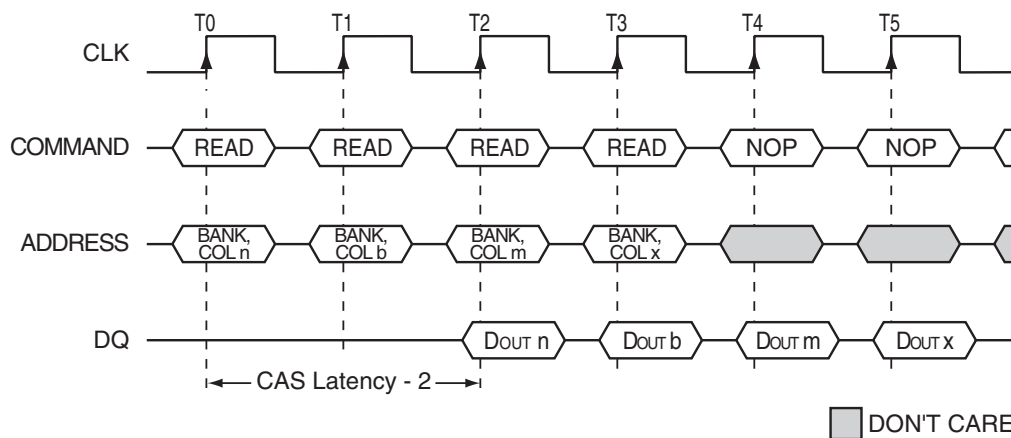 T0 T1 T2 T3 T4 T5
CLK
COMMAND READ READ READ READ NOP NOP
ADDRESS BANK, COL n BANK, COL b BANK, COL m BANK, COL x
DQ DOUT n DOUT b DOUT m DOUT x
CAS Latency - 2
DON'T CARE